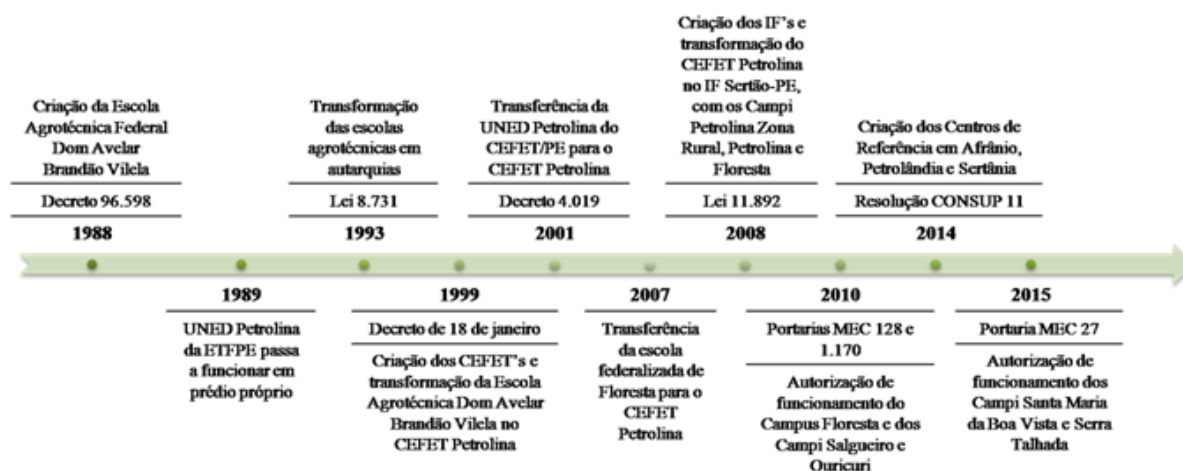 Criação da Escola
Agrotécnica Federal
Dom Avelar
Brandão Vilela
Decreto 96.598
1988
Transformação
das escolas
agrotécnicas em
autarquias
Lei 8.731
1993
Transferência da
UNED Petrolina do
CEFET/PE para o
CEFET Petrolina
Decreto 4.019
2001
Criação dos IF's e
transformação do
CEFET Petrolina
no IF Sertão-PE,
com os Campi
Petrolina Zona
Rural, Petrolina e
Floresta
Lei 11.892
2008
Criação dos Centros de
Referência em Afrânio,
Petrolândia e Sertânia
Resolução CONSUP 11
2014
1989
UNED Petrolina
da ETFPE passa
a funcionar em
prédio próprio
1999
Decreto de 18 de janeiro
Criação dos CEFET's e
transformação da Escola
Agrotécnica Dom Avelar
Brandão Vilela no
CEFET Petrolina
2007
Transferência
da escola
federalizada de
Floresta para o
CEFET
Petrolina
2010
Portarias MEC 128 e
1.170
Autorização de
funcionamento do
Campus Floresta e dos
Campi Salgueiro e
Ouricuri
2015
Portaria MEC 27
Autorização de
funcionamento dos
Campi Santa Maria
da Boa Vista e Serra
Talhada